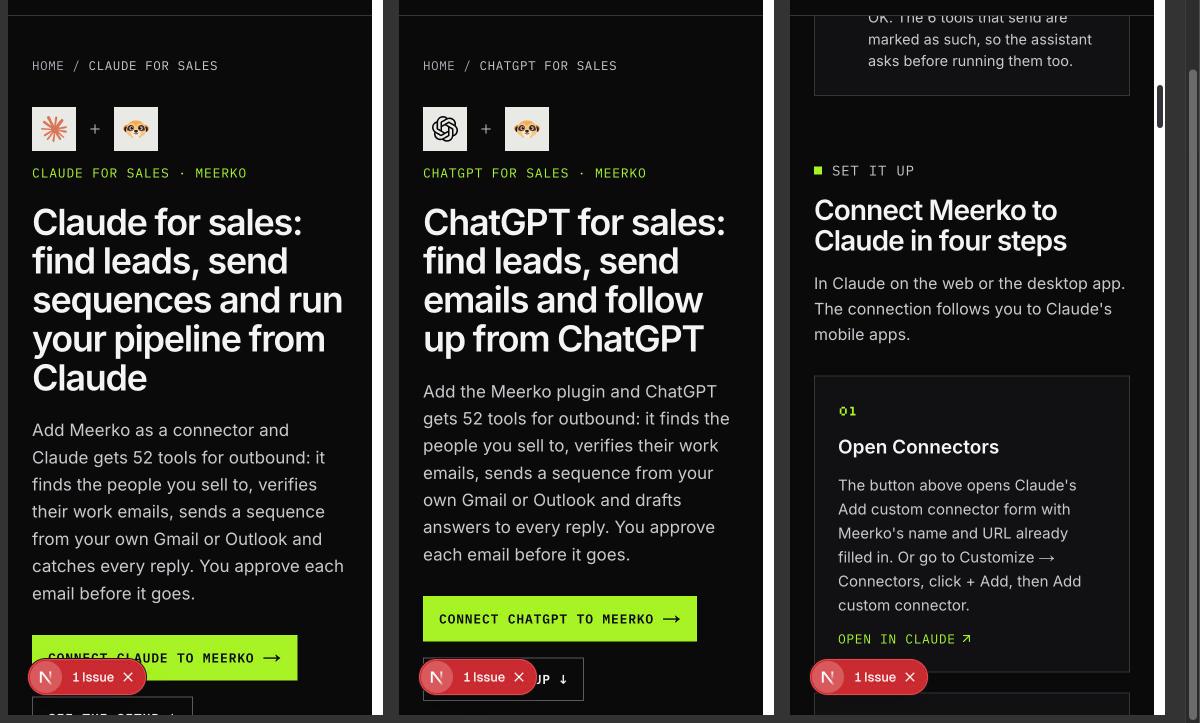 HOME / CLAUDE FOR SALES
+
CLAUDE FOR SALES · MEERKO
Claude for sales:
find leads, send
sequences and run
your pipeline from
Claude
Add Meerko as a connector and
Claude gets 52 tools for outbound: it
finds the people you sell to, verifies
their work emails, sends a sequence
from your own Gmail or Outlook and
catches every reply. You approve each
email before it goes.
CONNECT CLAUDE TO MEERKO →
N 1 Issue ×
SEE THE SETUP ↓
HOME / CHATGPT FOR SALES
+
CHATGPT FOR SALES · MEERKO
ChatGPT for sales:
find leads, send
emails and follow
up from ChatGPT
Add the Meerko plugin and ChatGPT
gets 52 tools for outbound: it finds the
people you sell to, verifies their work
emails, sends a sequence from your
own Gmail or Outlook and drafts
answers to every reply. You approve
each email before it goes.
CONNECT CHATGPT TO MEERKO →
N 1 Issue ×
UP ↓
OK. The 6 tools that send are
marked as such, so the assistant
asks before running them too.
SET IT UP
Connect Meerko to
Claude in four steps
In Claude on the web or the desktop app.
The connection follows you to Claude's
mobile apps.
01
Open Connectors
The button above opens Claude's
Add custom connector form with
Meerko's name and URL already
filled in. Or go to Customize →
Connectors, click + Add, then Add
custom connector.
OPEN IN CLAUDE ↗
N 1 Issue ×